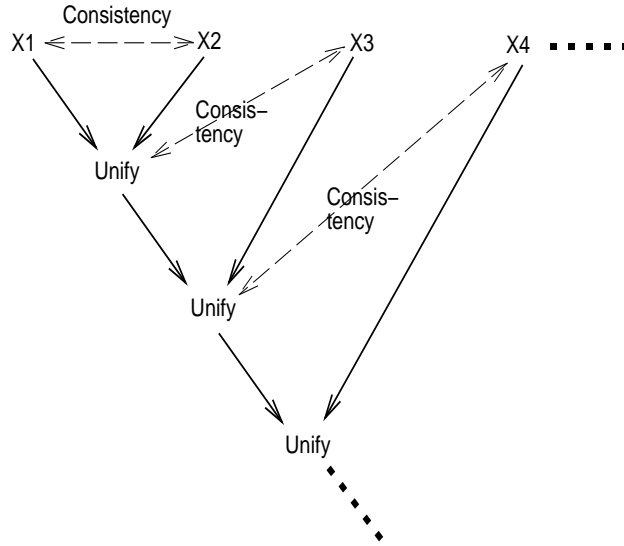 Consistency
X1
X2
X3
X4
Consis–
tency
Unify
Consis–
tency
Unify
Unify